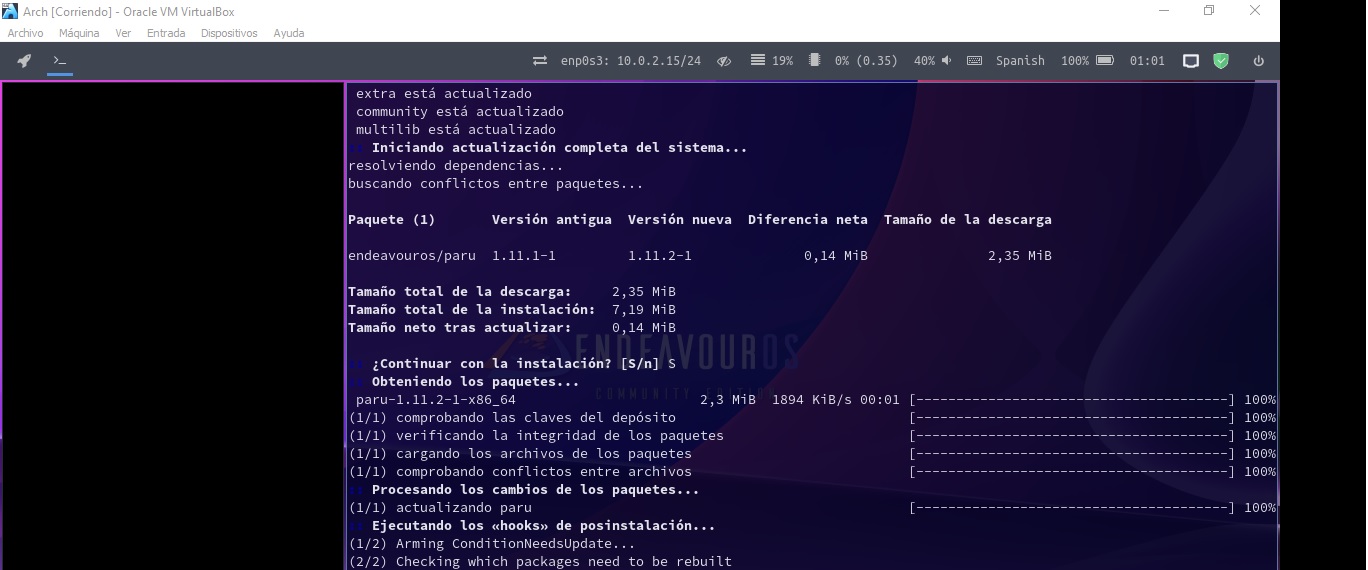 Arch [Corriendo] - Oracle VM VirtualBox
Archivo Máquina Ver Entrada Dispositivos Ayuda
>_ enp0s3: 10.0.2.15/24 19% 0% (0.35) 40% Spanish 100% 01:01
extra está actualizado
community está actualizado
multilib está actualizado
:: Iniciando actualización completa del sistema...
resolviendo dependencias...
buscando conflictos entre paquetes...
Paquete (1) Versión antigua Versión nueva Diferencia neta Tamaño de la descarga
endeavouros/paru 1.11.1-1 1.11.2-1 0,14 MiB 2,35 MiB
Tamaño total de la descarga: 2,35 MiB
Tamaño total de la instalación: 7,19 MiB
Tamaño neto tras actualizar: 0,14 MiB
ENDEAVOUROS
COMMUNITY EDITION
:: ¿Continuar con la instalación? [S/n] S
:: Obteniendo los paquetes...
paru-1.11.2-1-x86_64 2,3 MiB 1894 KiB/s 00:01 [---------------------------------------] 100%
(1/1) comprobando las claves del depósito [---------------------------------------] 100%
(1/1) verificando la integridad de los paquetes [---------------------------------------] 100%
(1/1) cargando los archivos de los paquetes [---------------------------------------] 100%
(1/1) comprobando conflictos entre archivos [---------------------------------------] 100%
:: Procesando los cambios de los paquetes...
(1/1) actualizando paru [---------------------------------------] 100%
:: Ejecutando los «hooks» de posinstalación...
(1/2) Arming ConditionNeedsUpdate...
(2/2) Checking which packages need to be rebuilt